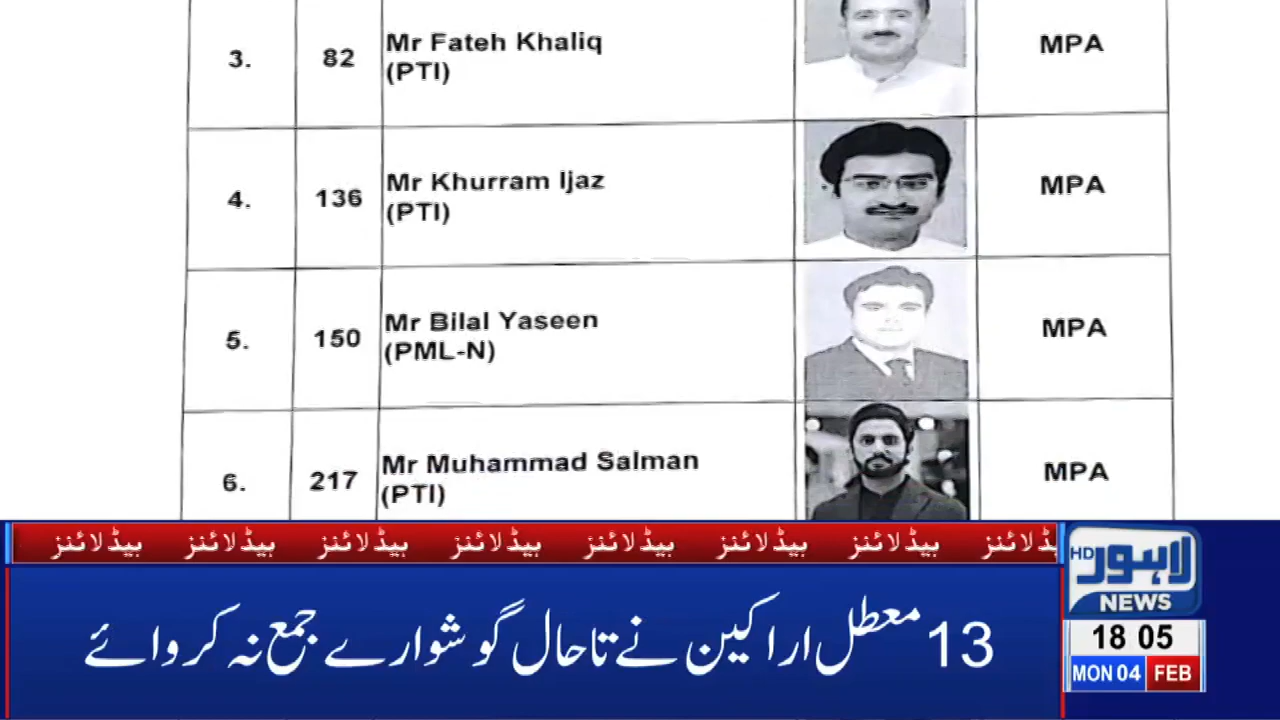 3. 82 Mr Fateh Khaliq MPA
(PTI)
4. 136 Mr Khurram Ijaz MPA
(PTI)
5. 150 Mr Bilal Yaseen MPA
(PML-N)
6. 217 Mr Muhammad Salman MPA
(PTI)
ہیڈلائنز ہیڈلائنز ہیڈلائنز ہیڈلائنز ہیڈلائنز ہیڈلائنز ہیڈلائنز ہیڈلائنز
HD لاہور
NEWS
13 معطل اراکین نے تاحال گوشوارے جمع نہ کروائے
18 05
MON 04 FEB